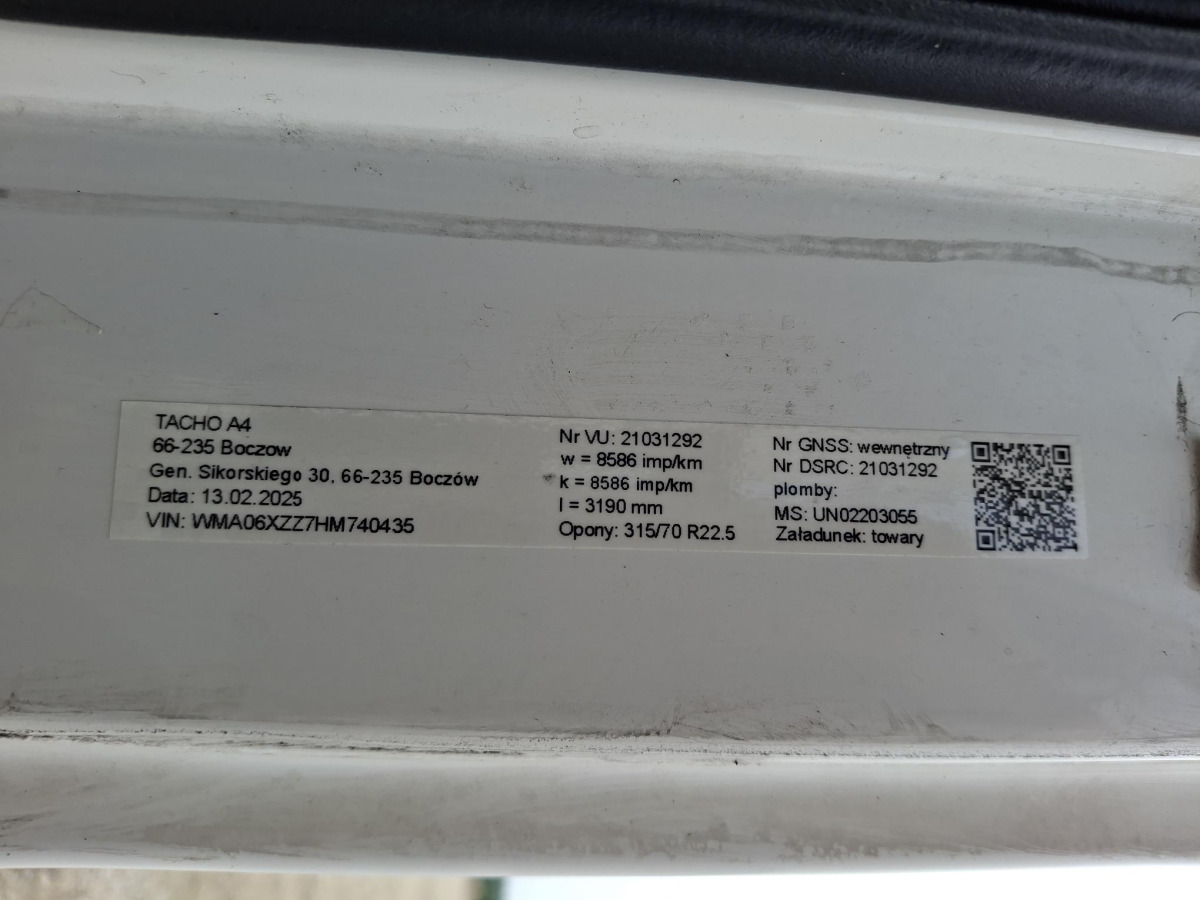 TACHO A4
66-235 Boczow
Gen. Sikorskiego 30, 66-235 Boczów
Data: 13.02.2025
VIN: WMA06XZZ7HM740435
Nr VU: 21031292
w = 8586 imp/km
k = 8586 imp/km
l = 3190 mm
Opony: 315/70 R22.5
Nr GNSS: wewnętrzny
Nr DSRC: 21031292
plomby:
MS: UN02203055
Załadunek: towary